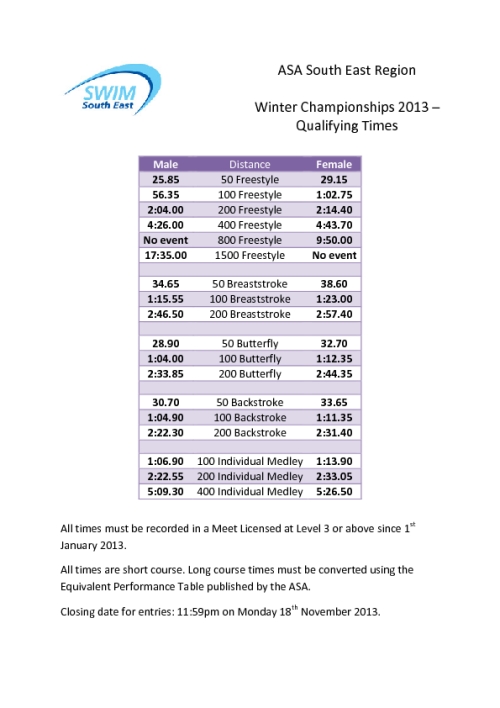 SWIM
South East
ASA South East Region
Winter Championships 2013 –
Qualifying Times
Male Distance Female
25.85 50 Freestyle 29.15
56.35 100 Freestyle 1:02.75
2:04.00 200 Freestyle 2:14.40
4:26.00 400 Freestyle 4:43.70
No event 800 Freestyle 9:50.00
17:35.00 1500 Freestyle No event
34.65 50 Breaststroke 38.60
1:15.55 100 Breaststroke 1:23.00
2:46.50 200 Breaststroke 2:57.40
28.90 50 Butterfly 32.70
1:04.00 100 Butterfly 1:12.35
2:33.85 200 Butterfly 2:44.35
30.70 50 Backstroke 33.65
1:04.90 100 Backstroke 1:11.35
2:22.30 200 Backstroke 2:31.40
1:06.90 100 Individual Medley 1:13.90
2:22.55 200 Individual Medley 2:33.05
5:09.30 400 Individual Medley 5:26.50
All times must be recorded in a Meet Licensed at Level 3 or above since 1st
January 2013.
All times are short course. Long course times must be converted using the
Equivalent Performance Table published by the ASA.
Closing date for entries: 11:59pm on Monday 18th November 2013.